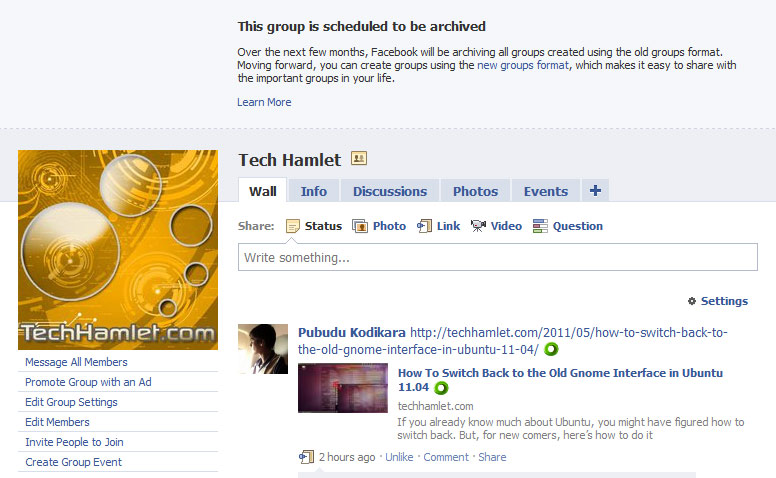 This group is scheduled to be archived
Over the next few months, Facebook will be archiving all groups created using the old groups format.
Moving forward, you can create groups using the new groups format, which makes it easy to share with
the important groups in your life.
Learn More
Tech Hamlet
Wall Info Discussions Photos Events +
Share: Status Photo Link Video Question
Write something...
Settings
TechHamlet.com
Message All Members
Promote Group with an Ad
Edit Group Settings
Edit Members
Invite People to Join
Create Group Event
Pubudu Kodikara http://techhamlet.com/2011/05/how-to-switch-back-to-
the-old-gnome-interface-in-ubuntu-11-04/
How To Switch Back to the Old Gnome Interface in Ubuntu
11.04
techhamlet.com
If you already know much about Ubuntu, you might have figured how to
switch back. But, for new comers, here's how to do it
2 hours ago · Unlike · Comment · Share